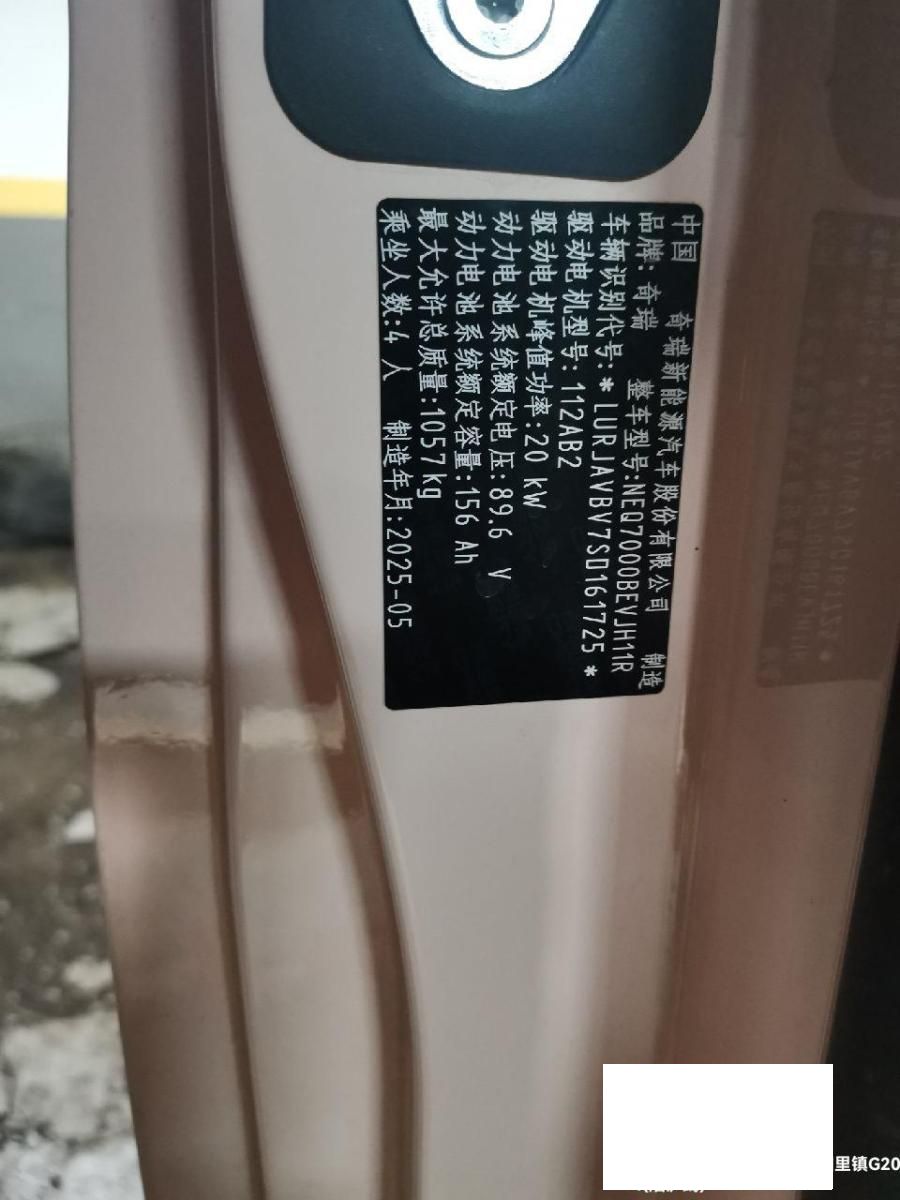 中国 奇瑞新能源汽车股份有限公司 制造
品牌:奇瑞 整车型号:NEQ7000BEVJH11R
车辆识别代号:*LURJAVBV7SD161725*
驱动电机型号:112AB2
驱动电机峰值功率:20 kW
动力电池系统额定电压:89.6 V
动力电池系统额定容量:156 Ah
最大允许总质量:1057kg
乘坐人数:4 人 制造年月:2025-05
里镇G20